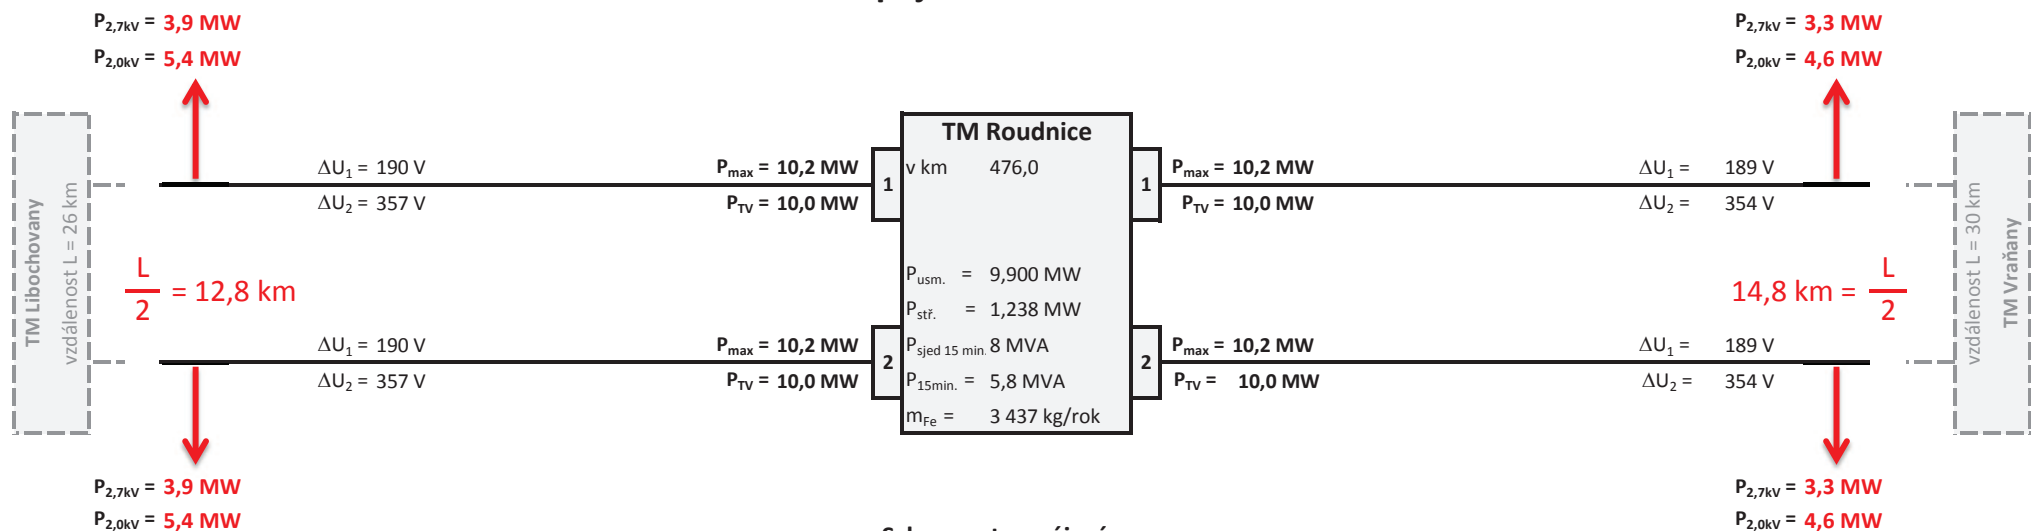 P2,7kV = 3,9 MW
P2,0kV = 5,4 MW
P2,7kV = 3,3 MW
P2,0kV = 4,6 MW
TM Libochovany
vzdálenost L = 26 km
ΔU1 = 190 V
ΔU2 = 357 V
Pmax = 10,2 MW
PTV = 10,0 MW
1
TM Roudnice
v km 476,0
1
Pmax = 10,2 MW
PTV = 10,0 MW
ΔU1 = 189 V
ΔU2 = 354 V
vzdálenost L = 30 km
TM Vraňany
L
2
= 12,8 km
Pusm. = 9,900 MW
Pstř. = 1,238 MW
Psjed 15 min. 8 MVA
P15min. = 5,8 MVA
mFe = 3 437 kg/rok
14,8 km =
L
2
ΔU1 = 190 V
ΔU2 = 357 V
Pmax = 10,2 MW
PTV = 10,0 MW
2
2
Pmax = 10,2 MW
PTV = 10,0 MW
ΔU1 = 189 V
ΔU2 = 354 V
P2,7kV = 3,9 MW
P2,0kV = 5,4 MW
P2,7kV = 3,3 MW
P2,0kV = 4,6 MW